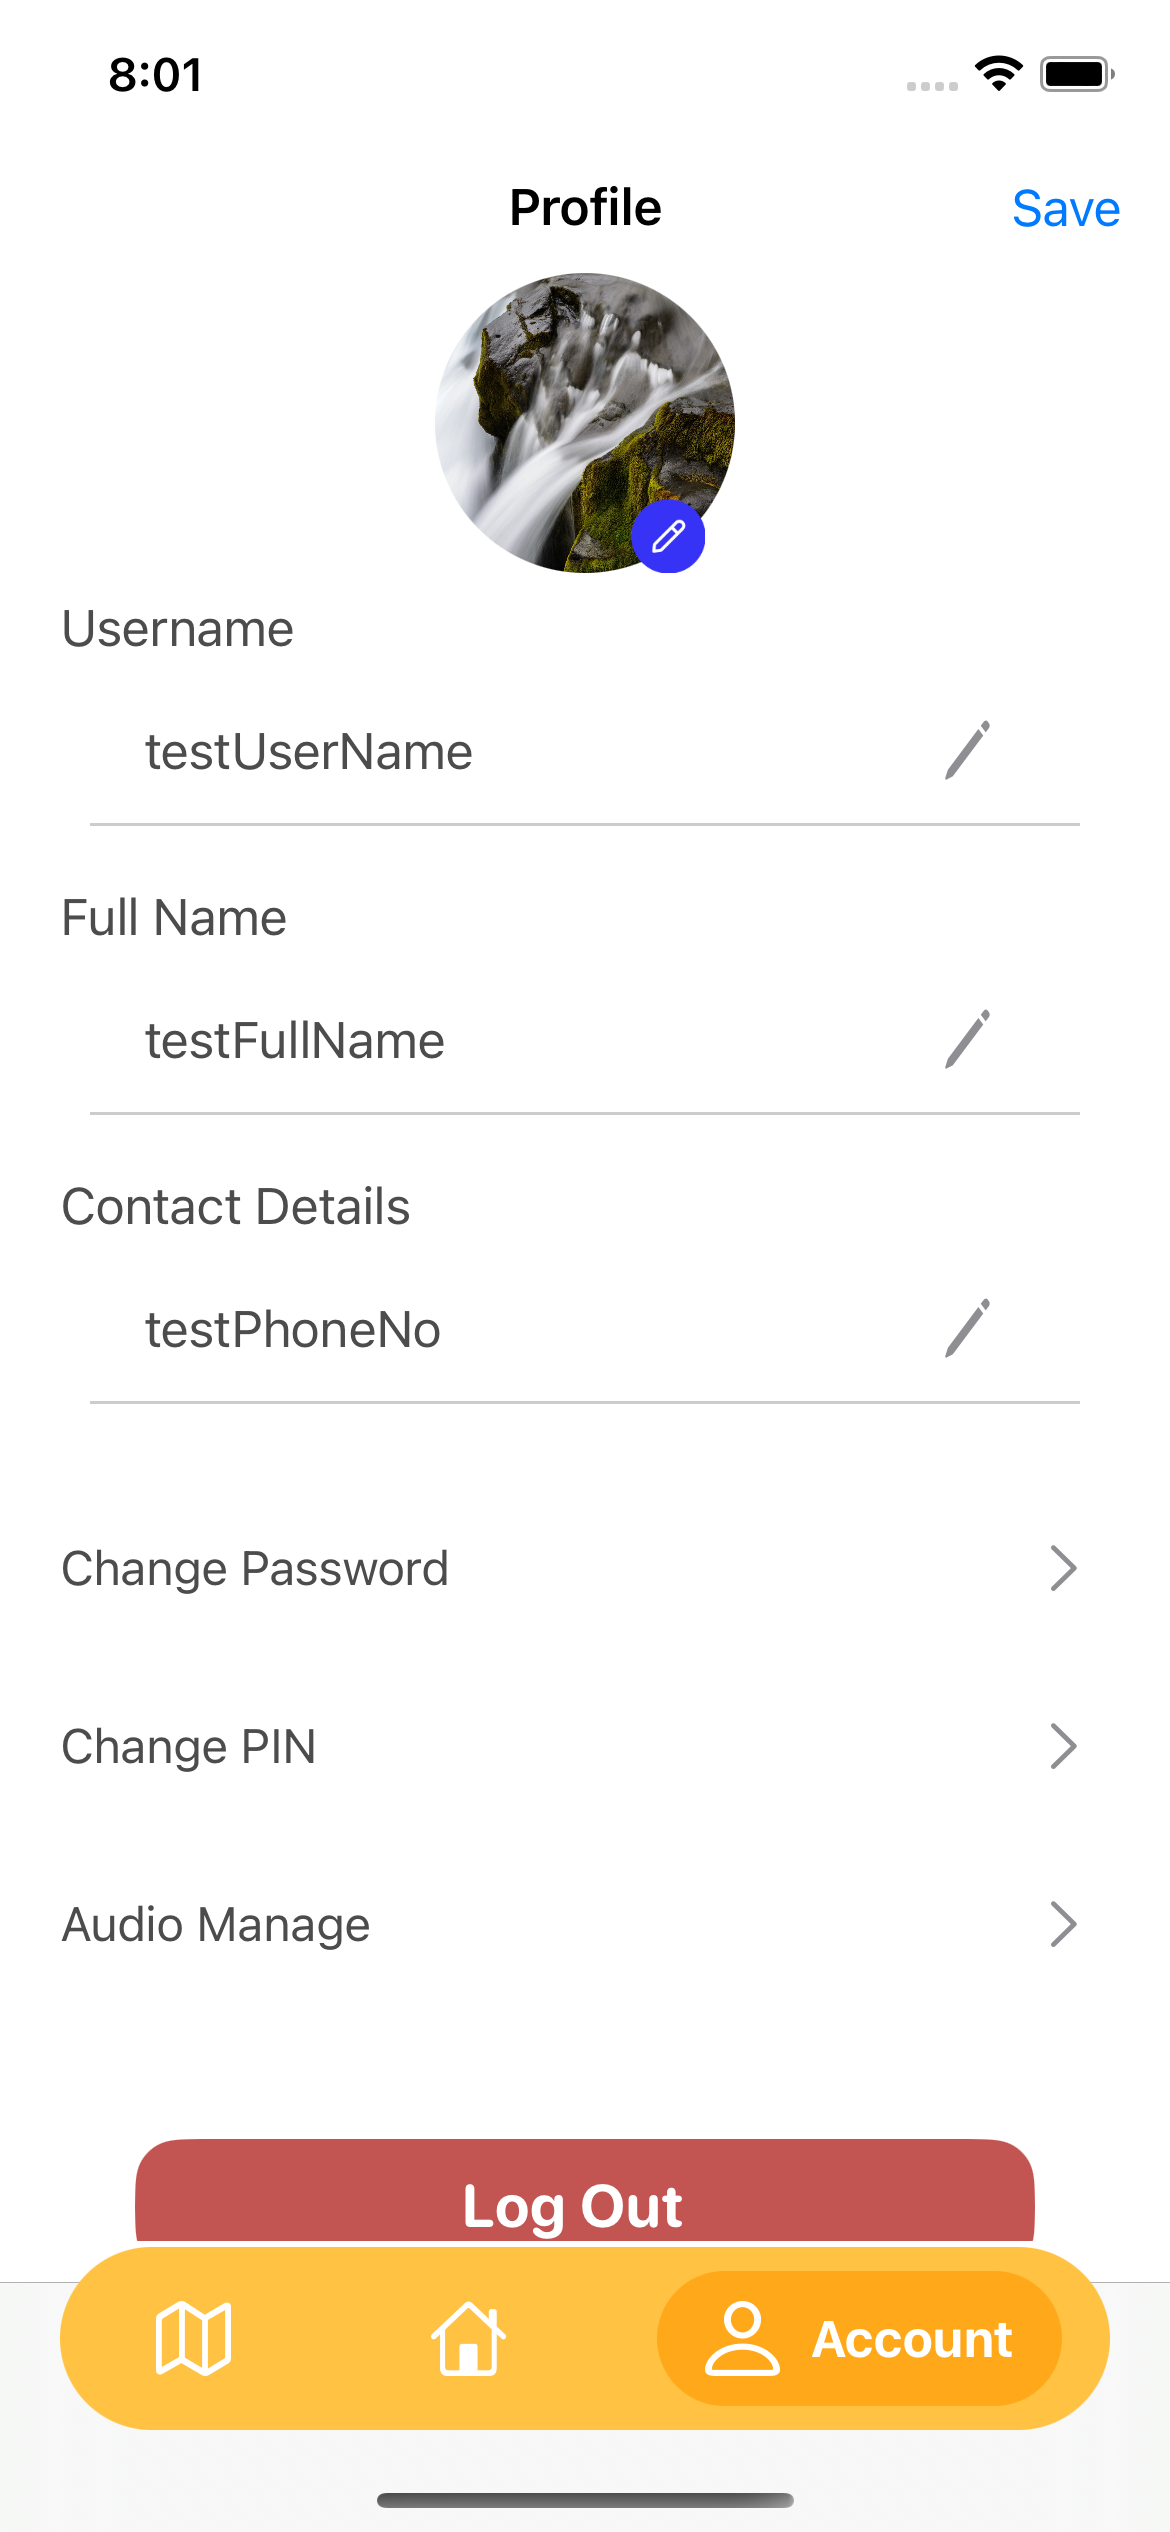 8:01
Profile
Save
Username
testUserName
Full Name
testFullName
Contact Details
testPhoneNo
Change Password
Change PIN
Audio Manage
Log Out
Account